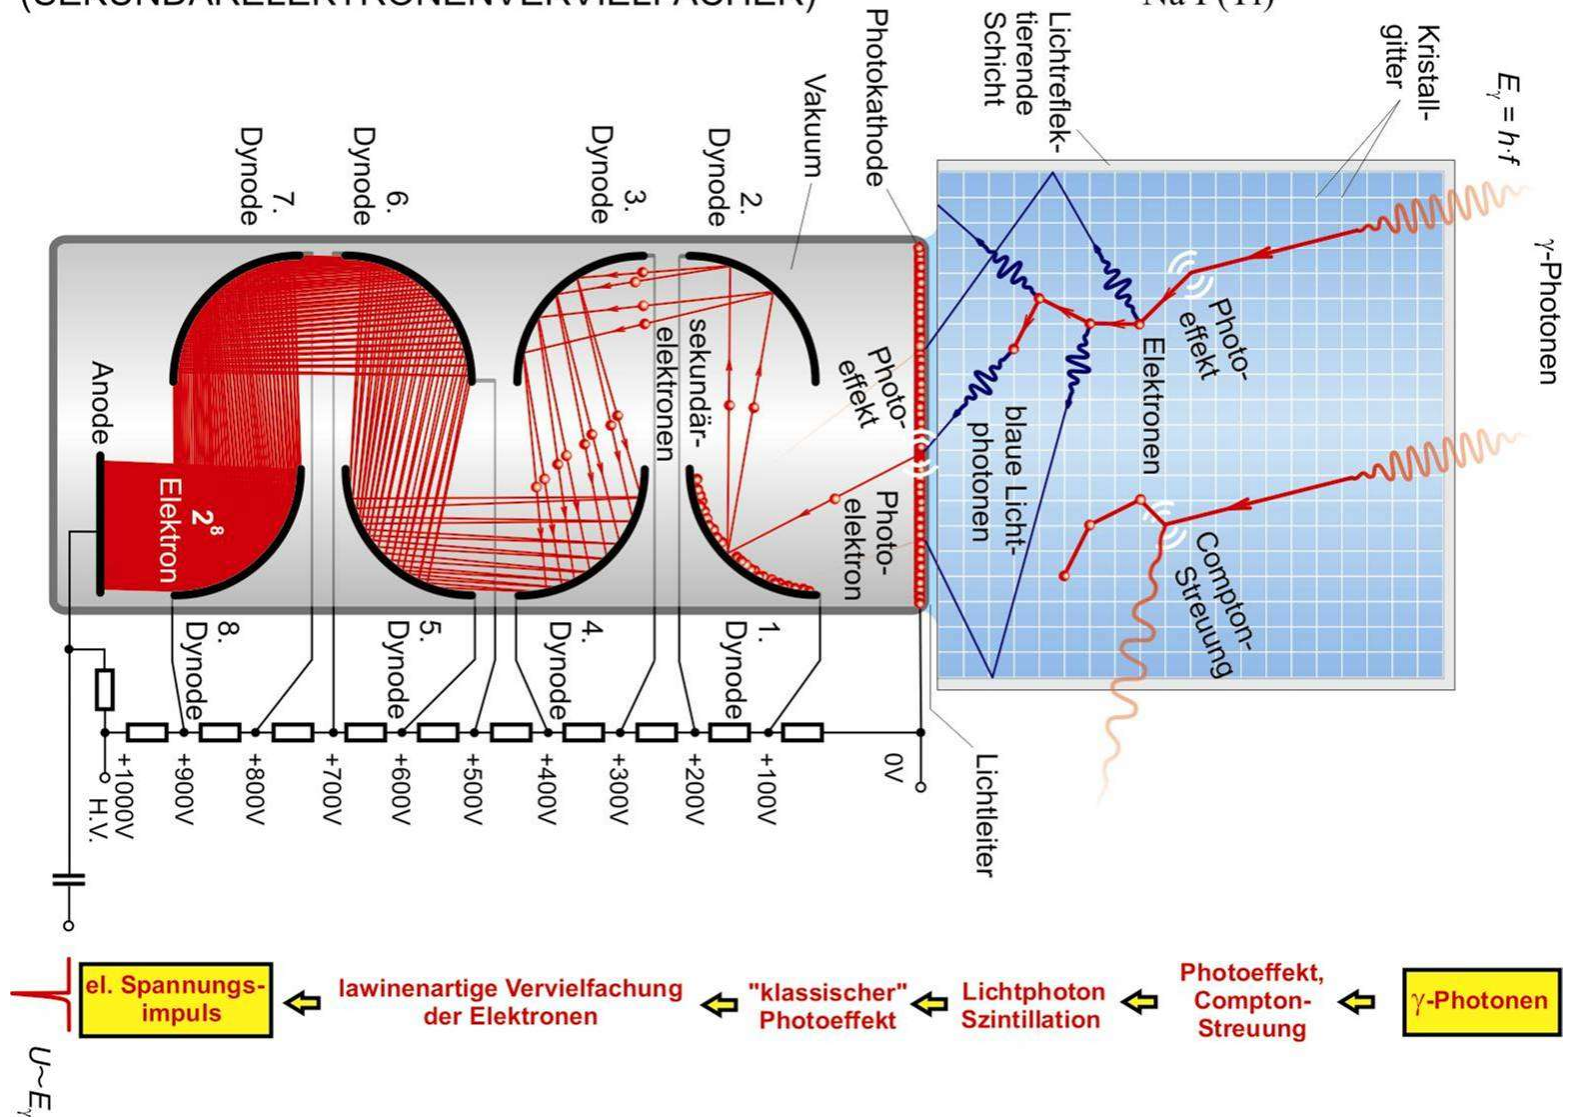 (SEKUNDÄRELEKTRONENVERVIELFACHER)
Na I (Tl)
Photokathode
Vakuum
Lichtreflek-
tierende
Schicht
Kristall-
gitter
Eγ = h·f
γ-Photonen
7.
Dynode
6.
Dynode
3.
Dynode
2.
Dynode
Photo-
effekt
Elektronen
blaue Licht-
photonen
Compton-
Streuung
Photo-
effekt
Photo-
elektron
sekundär-
elektronen
Anode
2⁸
Elektron
8.
Dynode
5.
Dynode
4.
Dynode
1.
Dynode
Lichtleiter
0V
+100V
+200V
+300V
+400V
+500V
+600V
+700V
+800V
+900V
+1000V
H.V.
γ-Photonen
Photoeffekt,
Compton-
Streuung
Lichtphoton
Szintillation
"klassischer"
Photoeffekt
lawinenartige Vervielfachung
der Elektronen
el. Spannungs-
impuls
U~Eγ